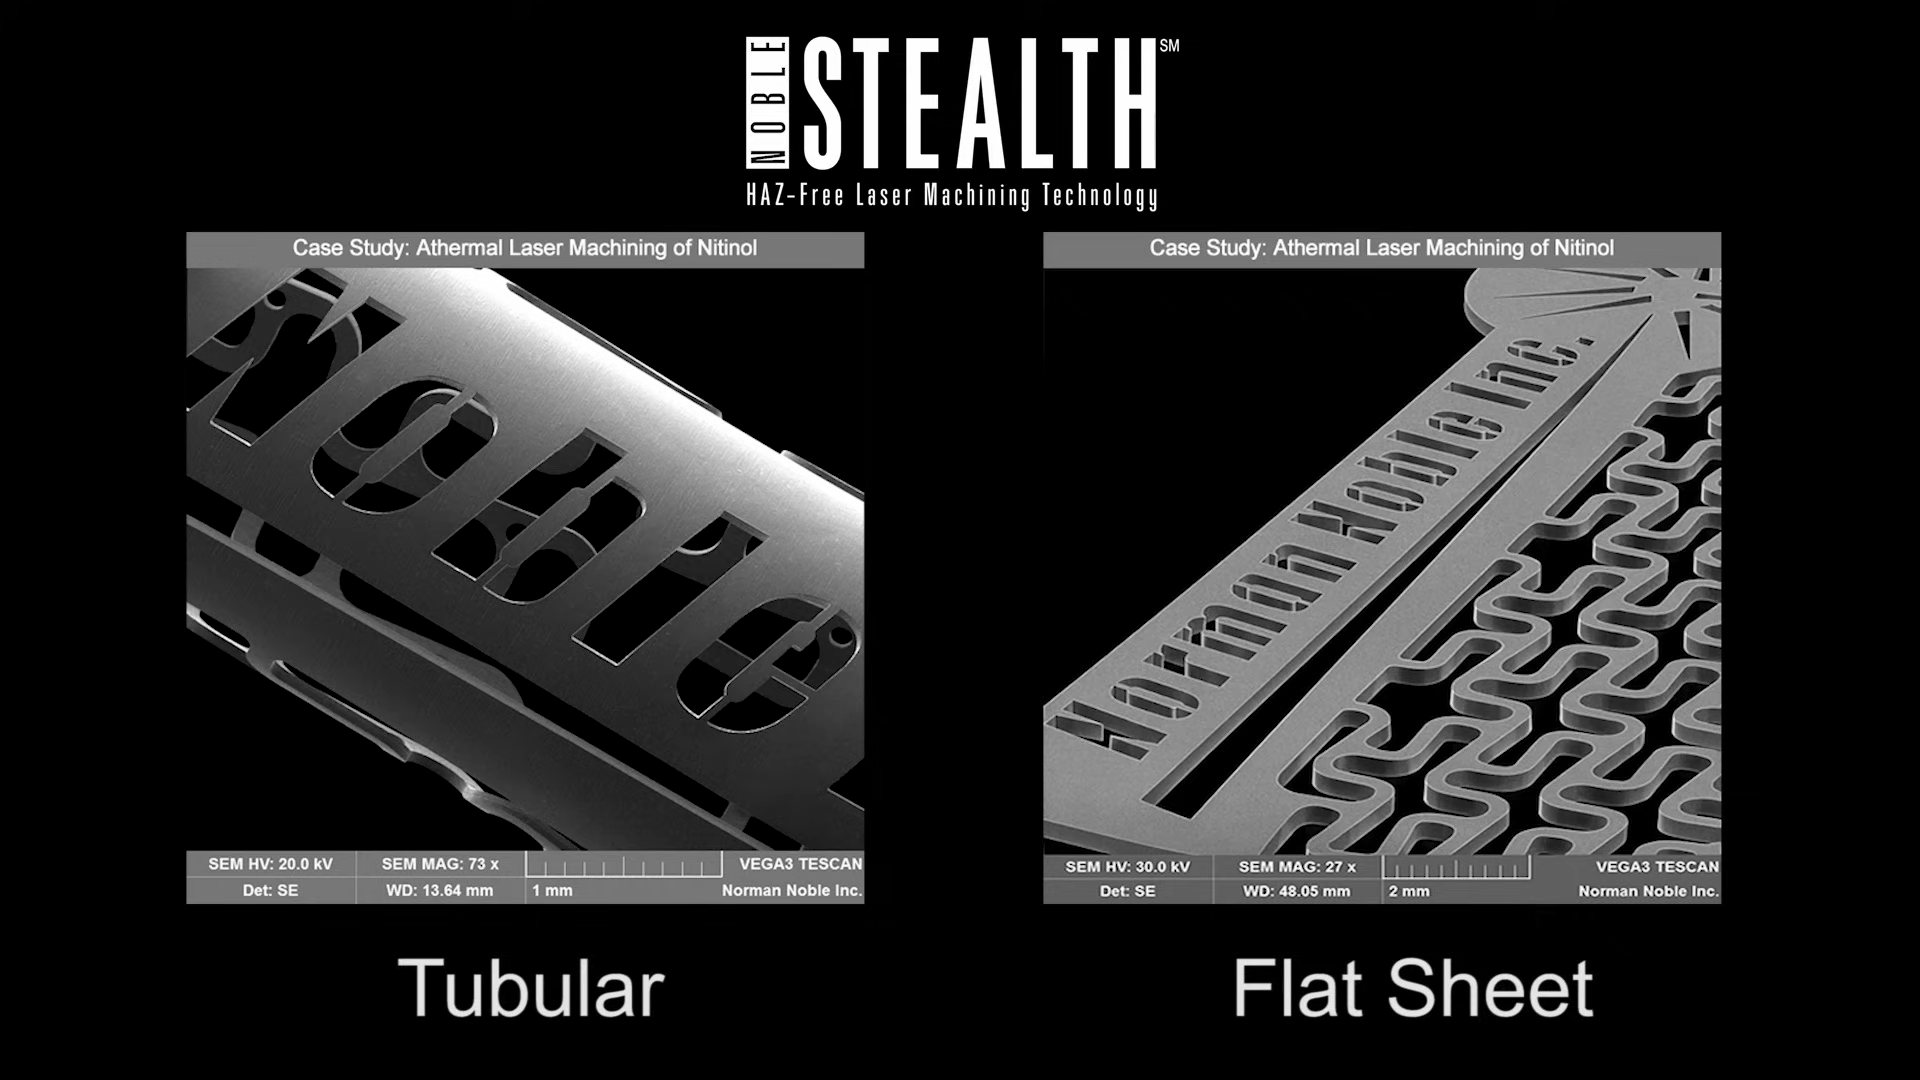 NOBLE
STEALTH℠
HAZ-Free Laser Machining Technology
Case Study: Athermal Laser Machining of Nitinol
Noble
SEM HV: 20.0 kV
SEM MAG: 73 x
VEGA3 TESCAN
Det: SE
WD: 13.64 mm
1 mm
Norman Noble Inc.
Tubular
Case Study: Athermal Laser Machining of Nitinol
Norman Noble Inc.
SEM HV: 30.0 kV
SEM MAG: 27 x
VEGA3 TESCAN
Det: SE
WD: 48.05 mm
2 mm
Norman Noble Inc.
Flat Sheet